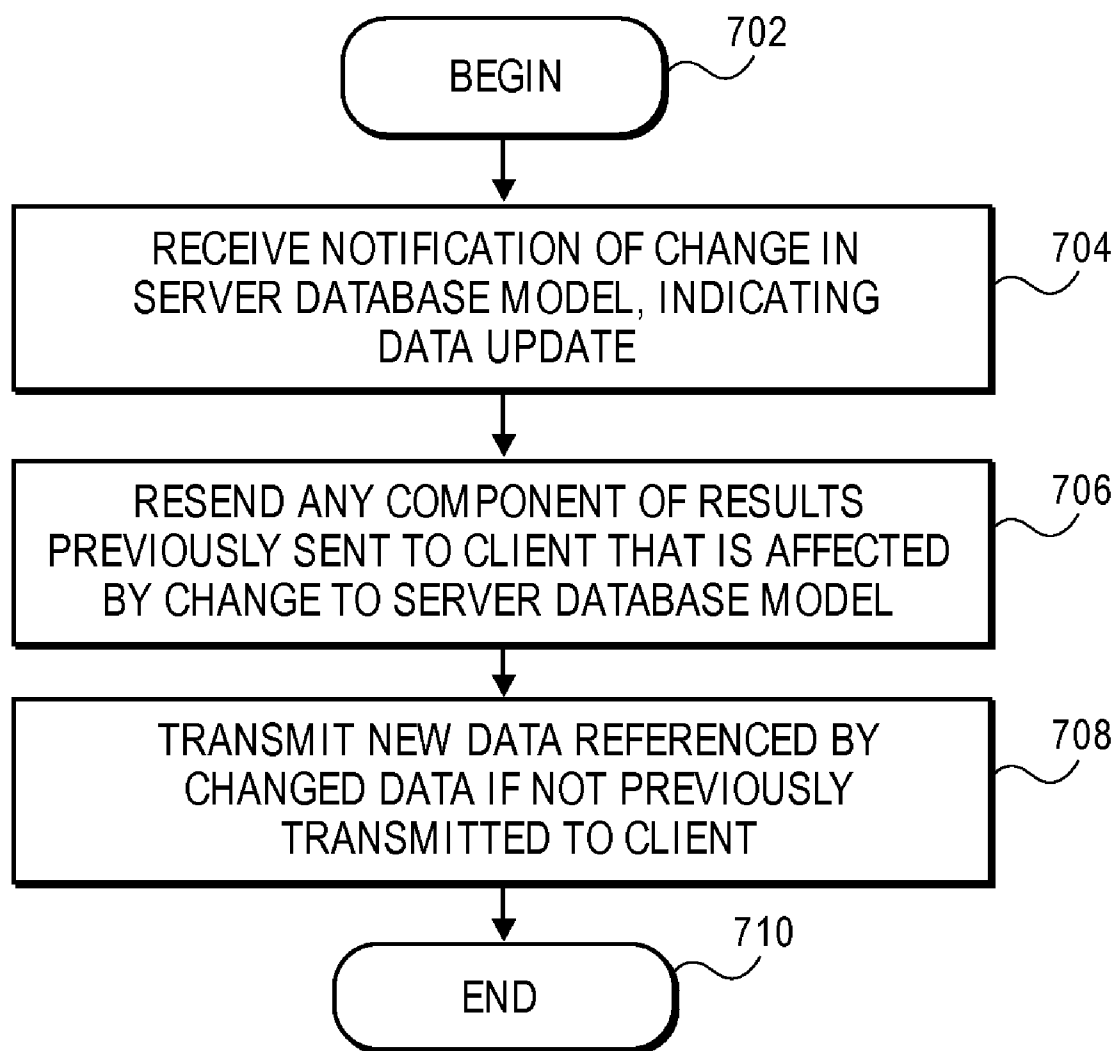 702
BEGIN
704
RECEIVE NOTIFICATION OF CHANGE IN
SERVER DATABASE MODEL, INDICATING
DATA UPDATE
706
RESEND ANY COMPONENT OF RESULTS
PREVIOUSLY SENT TO CLIENT THAT IS AFFECTED
BY CHANGE TO SERVER DATABASE MODEL
708
TRANSMIT NEW DATA REFERENCED BY
CHANGED DATA IF NOT PREVIOUSLY
TRANSMITTED TO CLIENT
710
END